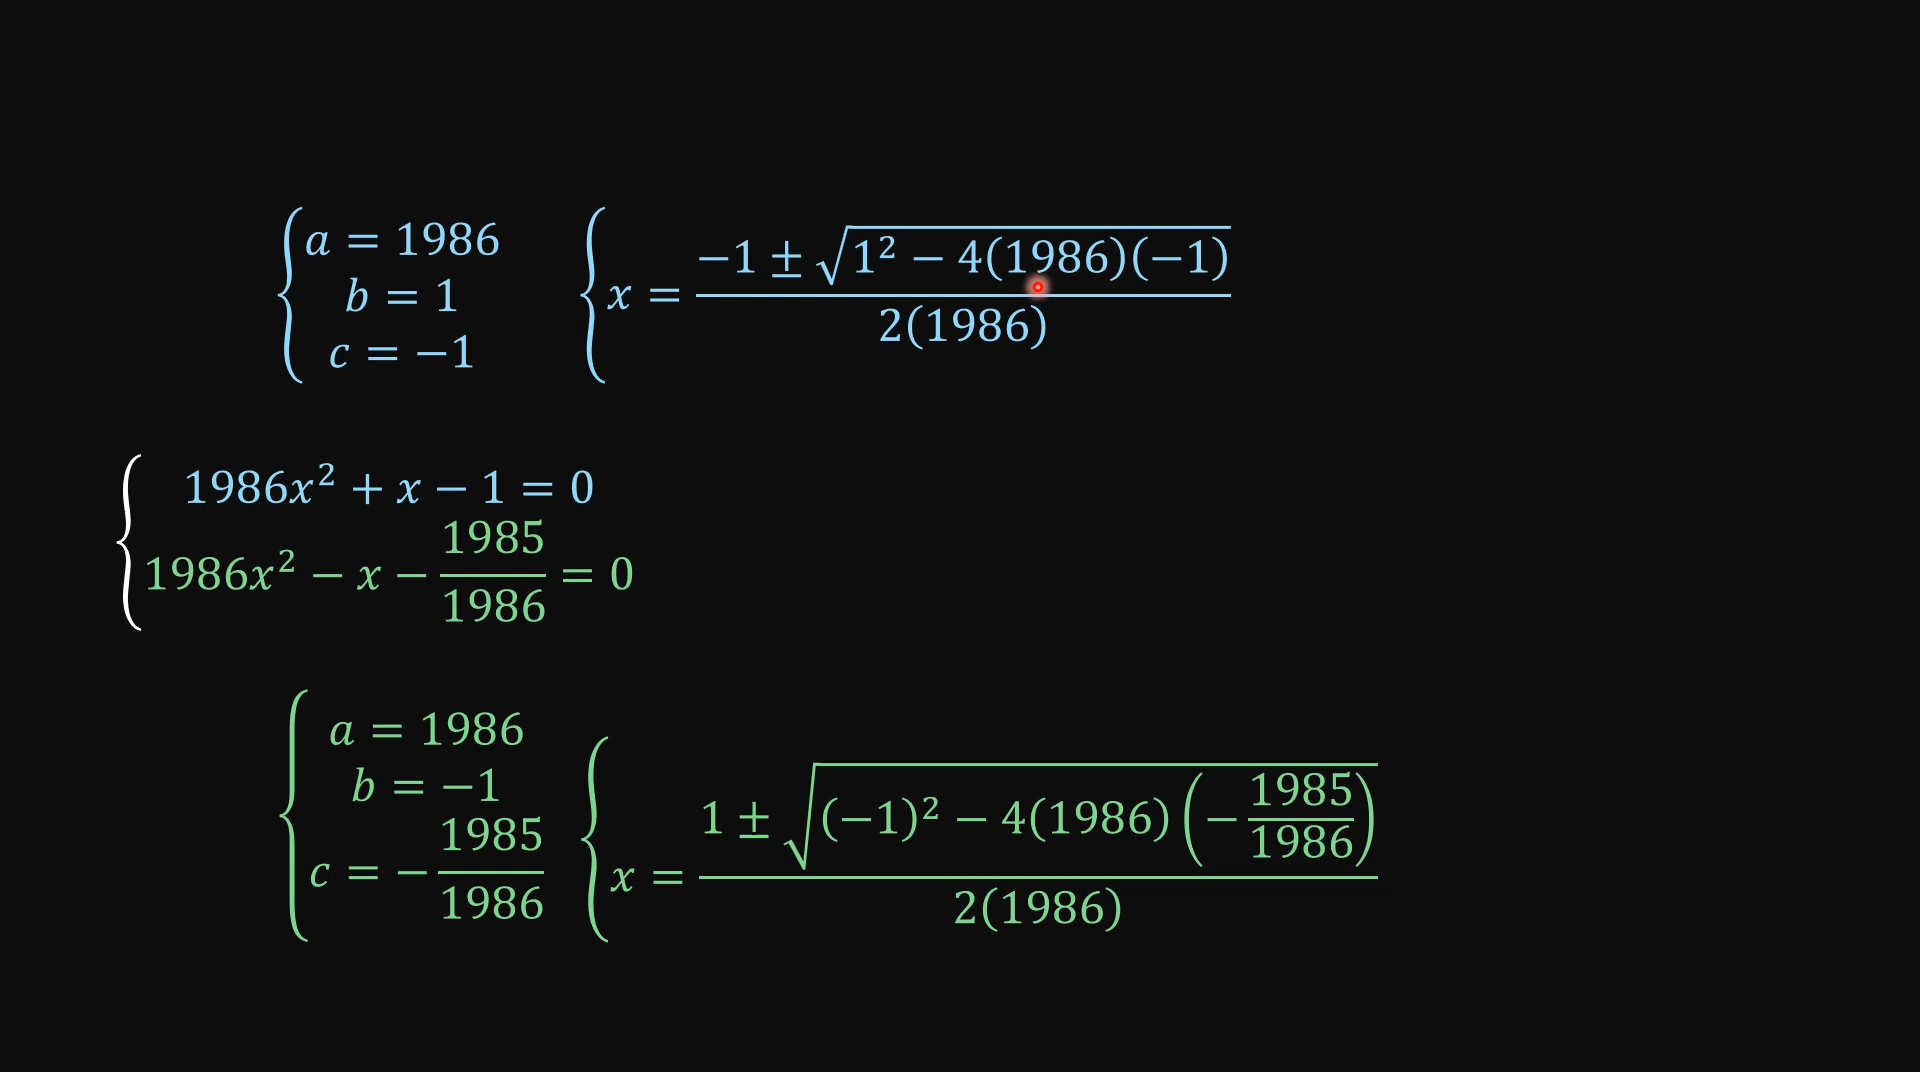 a = 1986
b = 1
c = −1
x = (−1 ± √(1² − 4(1986)(−1))) / (2(1986))
1986x² + x − 1 = 0
1986x² − x − 1985/1986 = 0
a = 1986
b = −1
c = −1985/1986
x = (1 ± √((−1)² − 4(1986)(−1985/1986))) / (2(1986))